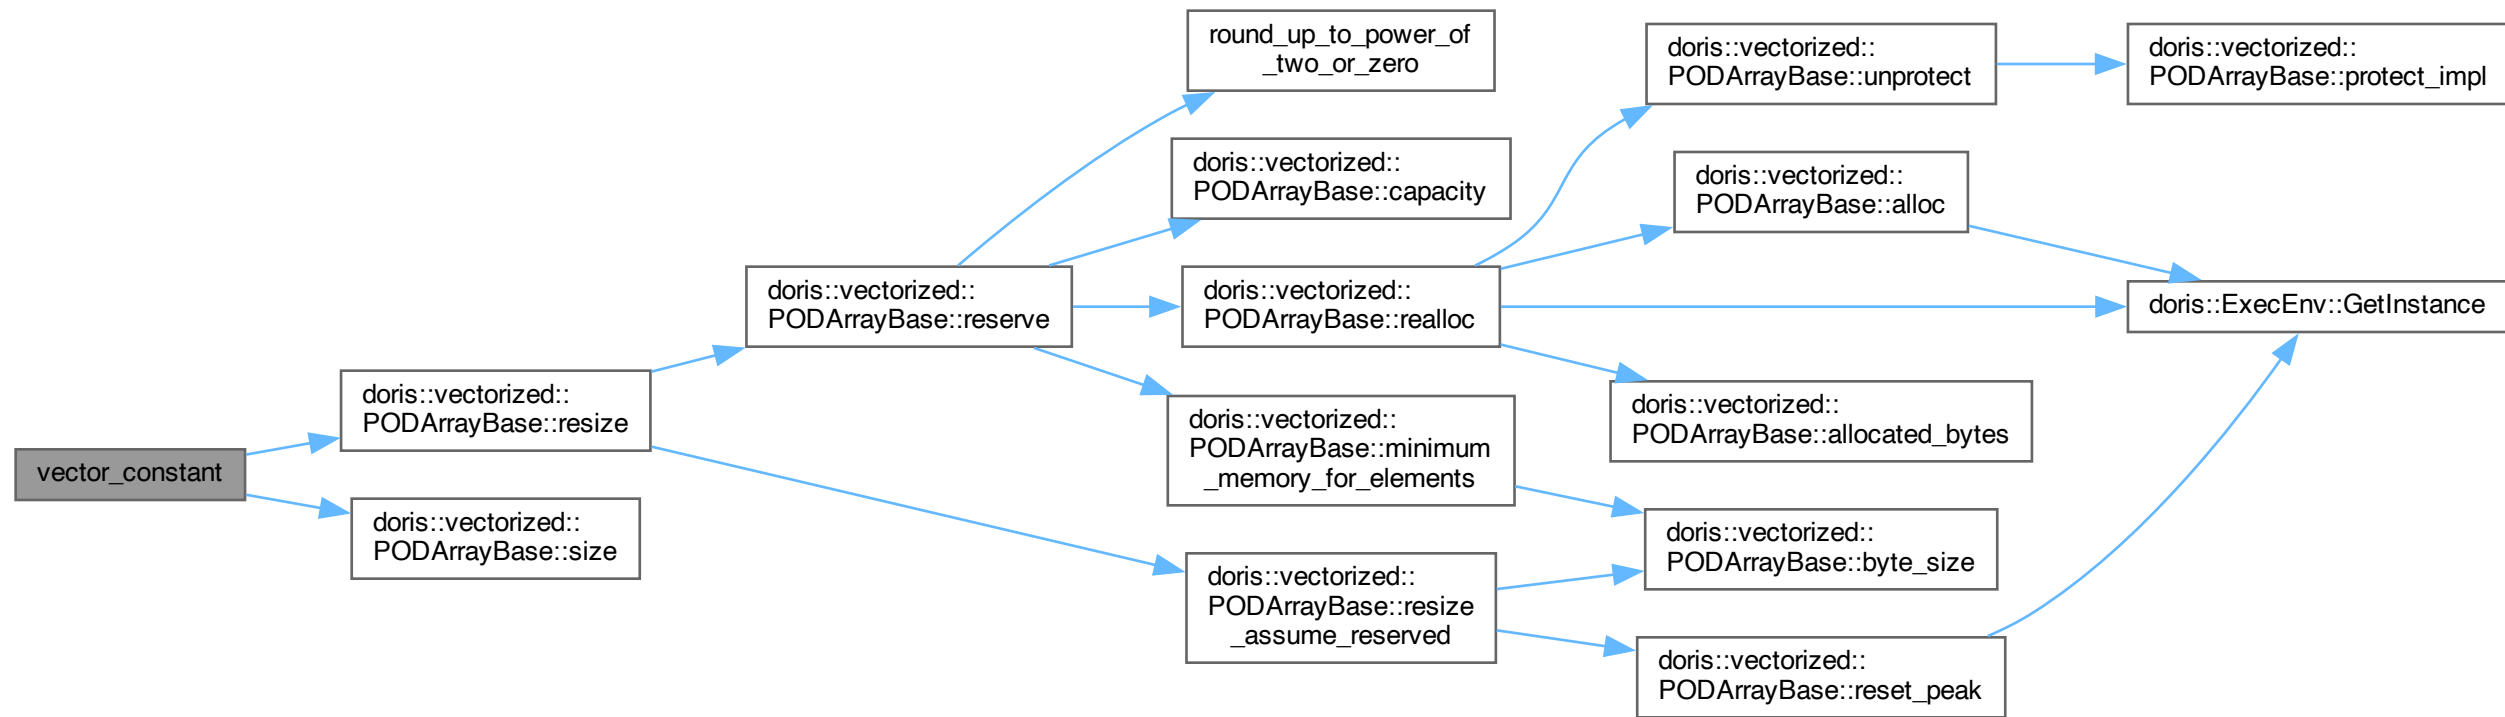 vector_constant
doris::vectorized::
PODArrayBase::resize
doris::vectorized::
PODArrayBase::size
doris::vectorized::
PODArrayBase::reserve
round_up_to_power_of
_two_or_zero
doris::vectorized::
PODArrayBase::capacity
doris::vectorized::
PODArrayBase::realloc
doris::vectorized::
PODArrayBase::minimum
_memory_for_elements
doris::vectorized::
PODArrayBase::resize
_assume_reserved
doris::vectorized::
PODArrayBase::unprotect
doris::vectorized::
PODArrayBase::alloc
doris::vectorized::
PODArrayBase::allocated_bytes
doris::vectorized::
PODArrayBase::byte_size
doris::vectorized::
PODArrayBase::reset_peak
doris::vectorized::
PODArrayBase::protect_impl
doris::ExecEnv::GetInstance